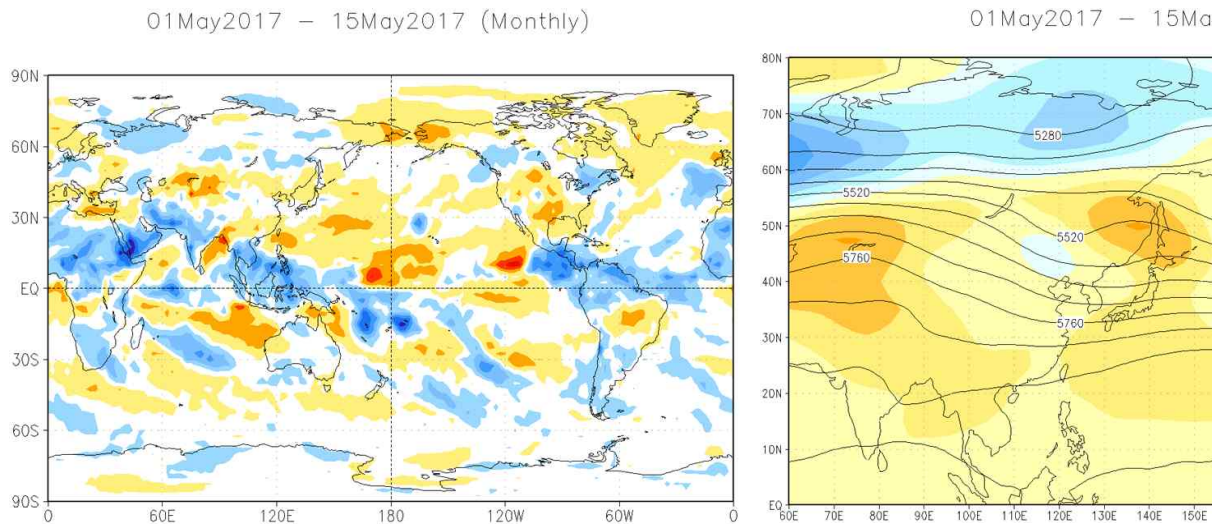 01May2017 – 15May2017 (Monthly)
90N
60N
30N
EQ
30S
60S
90S
0
60E
120E
180
120W
60W
0
01May2017 – 15Ma
80N
70N
60N
50N
40N
30N
20N
10N
EQ
60E
70E
80E
90E
100E
110E
120E
130E
140E
150E
5280
5520
5520
5760
5760